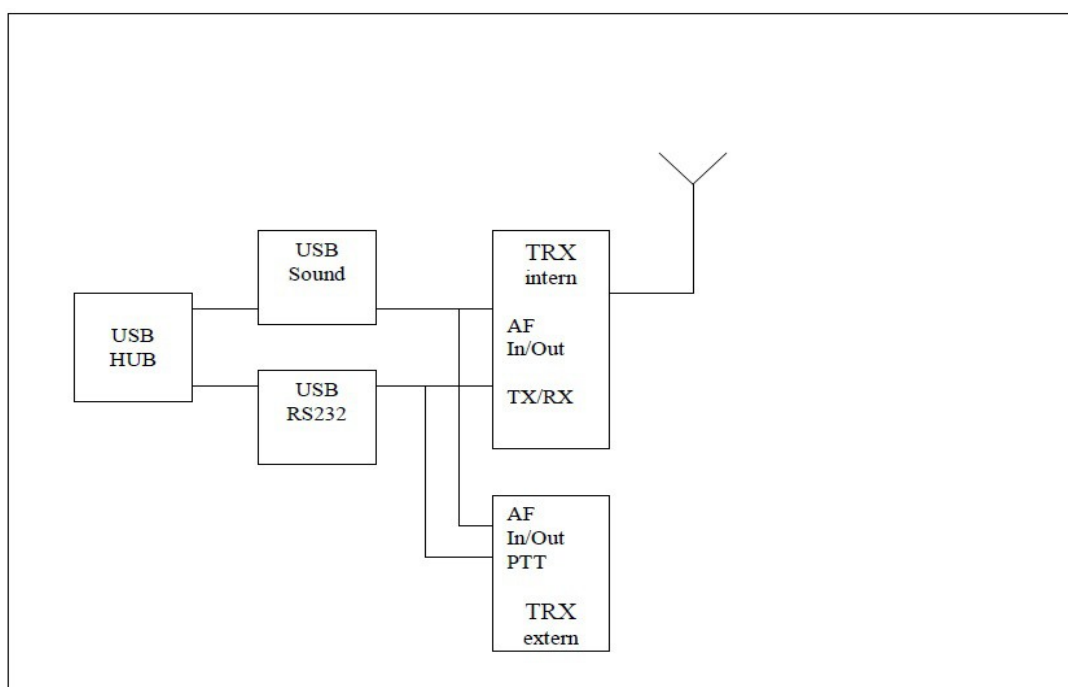 USB
HUB
USB
Sound
USB
RS232
TRX
intern
AF
In/Out
TX/RX
AF
In/Out
PTT
TRX
extern